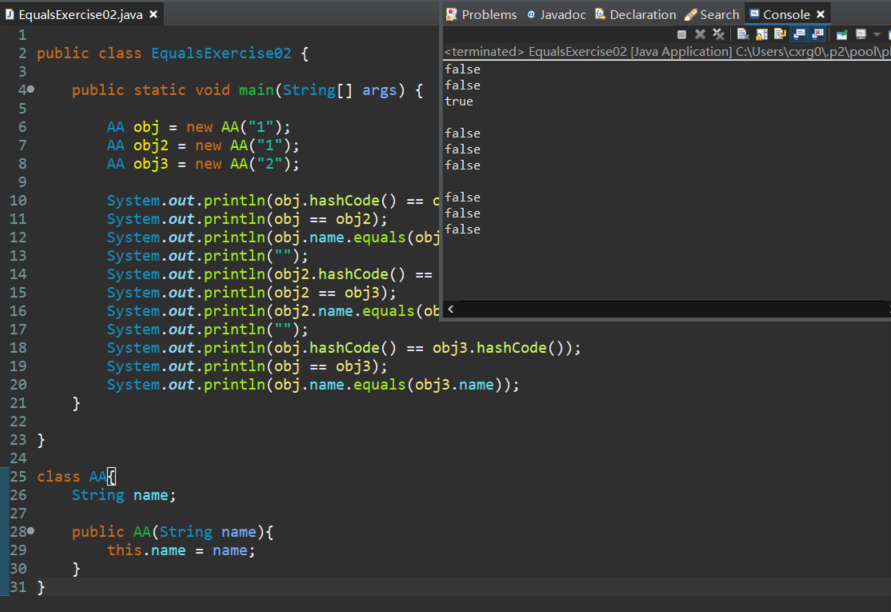 EqualsExercise02.java
Problems Javadoc Declaration Search Console
<terminated> EqualsExercise02 [Java Application] C:\Users\cxrg0\.p2\pool\pl
false
false
true
false
false
false
false
false
false
1
2 public class EqualsExercise02 {
3
4 public static void main(String[] args) {
5
6 AA obj = new AA("1");
7 AA obj2 = new AA("1");
8 AA obj3 = new AA("2");
9
10 System.out.println(obj.hashCode() == o
11 System.out.println(obj == obj2);
12 System.out.println(obj.name.equals(obj
13 System.out.println("");
14 System.out.println(obj2.hashCode() ==
15 System.out.println(obj2 == obj3);
16 System.out.println(obj2.name.equals(ob
17 System.out.println("");
18 System.out.println(obj.hashCode() == obj3.hashCode());
19 System.out.println(obj == obj3);
20 System.out.println(obj.name.equals(obj3.name));
21 }
22
23 }
24
25 class AA{
26 String name;
27
28 public AA(String name){
29 this.name = name;
30 }
31 }